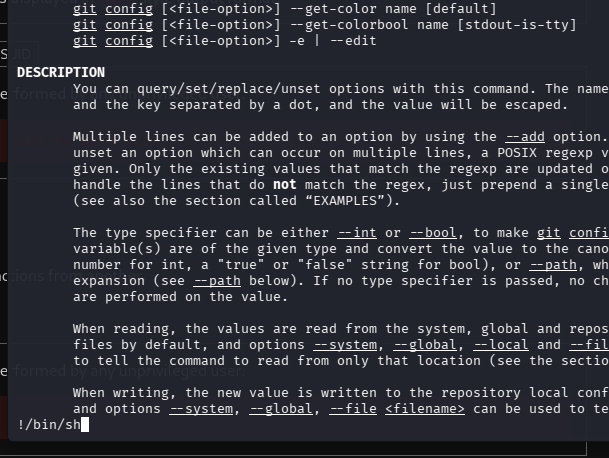 git config [<file-option>] --get-color name [default]
git config [<file-option>] --get-colorbool name [stdout-is-tty]
git config [<file-option>] -e | --edit
DESCRIPTION
You can query/set/replace/unset options with this command. The name
and the key separated by a dot, and the value will be escaped.
Multiple lines can be added to an option by using the --add option.
unset an option which can occur on multiple lines, a POSIX regexp v
given. Only the existing values that match the regexp are updated o
handle the lines that do not match the regex, just prepend a single
(see also the section called “EXAMPLES”).
The type specifier can be either --int or --bool, to make git confi
variable(s) are of the given type and convert the value to the cano
number for int, a "true" or "false" string for bool), or --path, wh
expansion (see --path below). If no type specifier is passed, no ch
are performed on the value.
When reading, the values are read from the system, global and repos
files by default, and options --system, --global, --local and --fil
to tell the command to read from only that location (see the sectio
When writing, the new value is written to the repository local conf
and options --system, --global, --file <filename> can be used to te
!/bin/sh